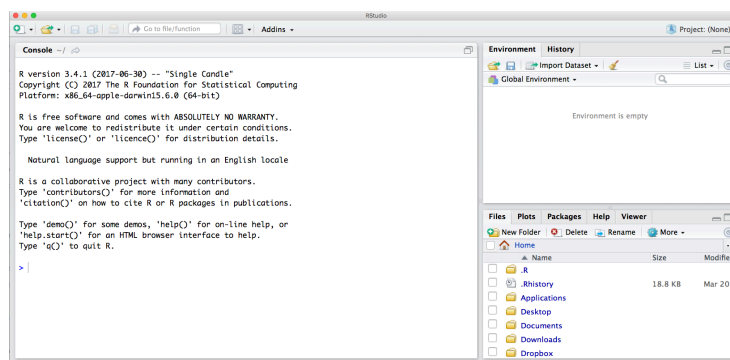 RStudio
Go to file/function
Addins
Project: (None)
Console ~/
R version 3.4.1 (2017-06-30) -- "Single Candle"
Copyright (C) 2017 The R Foundation for Statistical Computing
Platform: x86_64-apple-darwin15.6.0 (64-bit)
R is free software and comes with ABSOLUTELY NO WARRANTY.
You are welcome to redistribute it under certain conditions.
Type 'license()' or 'licence()' for distribution details.
Natural language support but running in an English locale
R is a collaborative project with many contributors.
Type 'contributors()' for more information and
'citation()' on how to cite R or R packages in publications.
Type 'demo()' for some demos, 'help()' for on-line help, or
'help.start()' for an HTML browser interface to help.
Type 'q()' to quit R.
>
Environment History
Import Dataset List
Global Environment
Environment is empty
Files Plots Packages Help Viewer
New Folder Delete Rename More
Home
Name Size Modifie
.R
.Rhistory 18.8 KB Mar 20
Applications
Desktop
Documents
Downloads
Dropbox